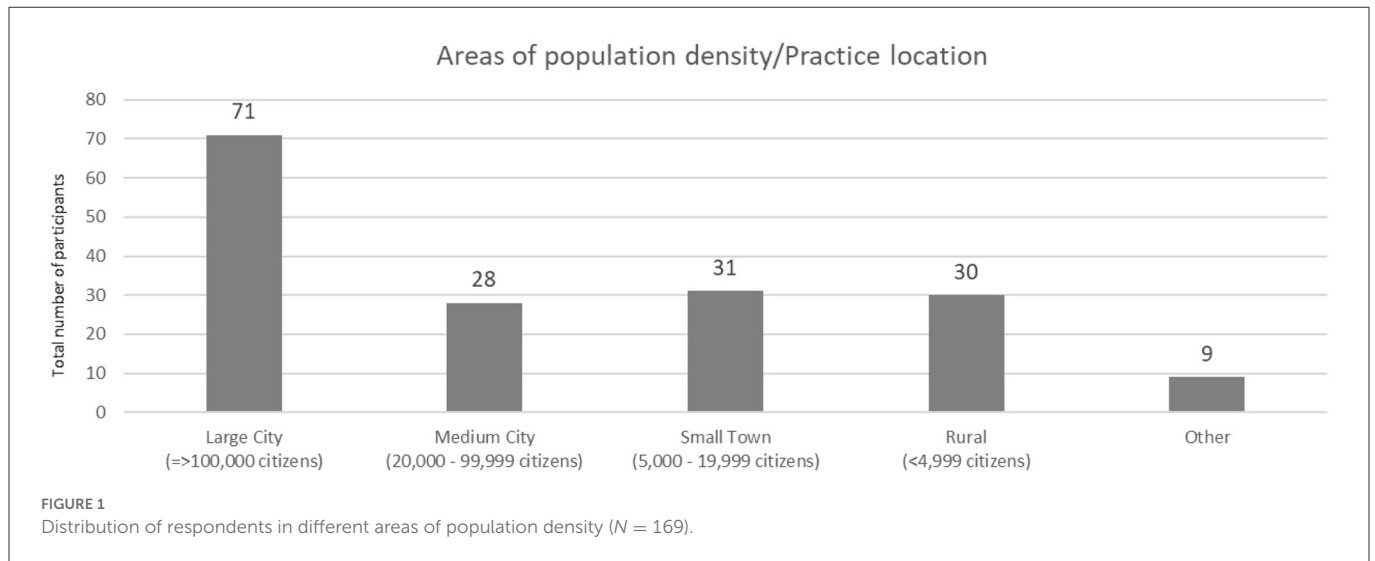 Areas of population density/Practice location
Total number of participants
80
70
60
50
40
30
20
10
0
71
28
31
30
9
Large City
(=>100,000 citizens)
Medium City
(20,000 - 99,999 citizens)
Small Town
(5,000 - 19,999 citizens)
Rural
(<4,999 citizens)
Other
FIGURE 1
Distribution of respondents in different areas of population density (N = 169).